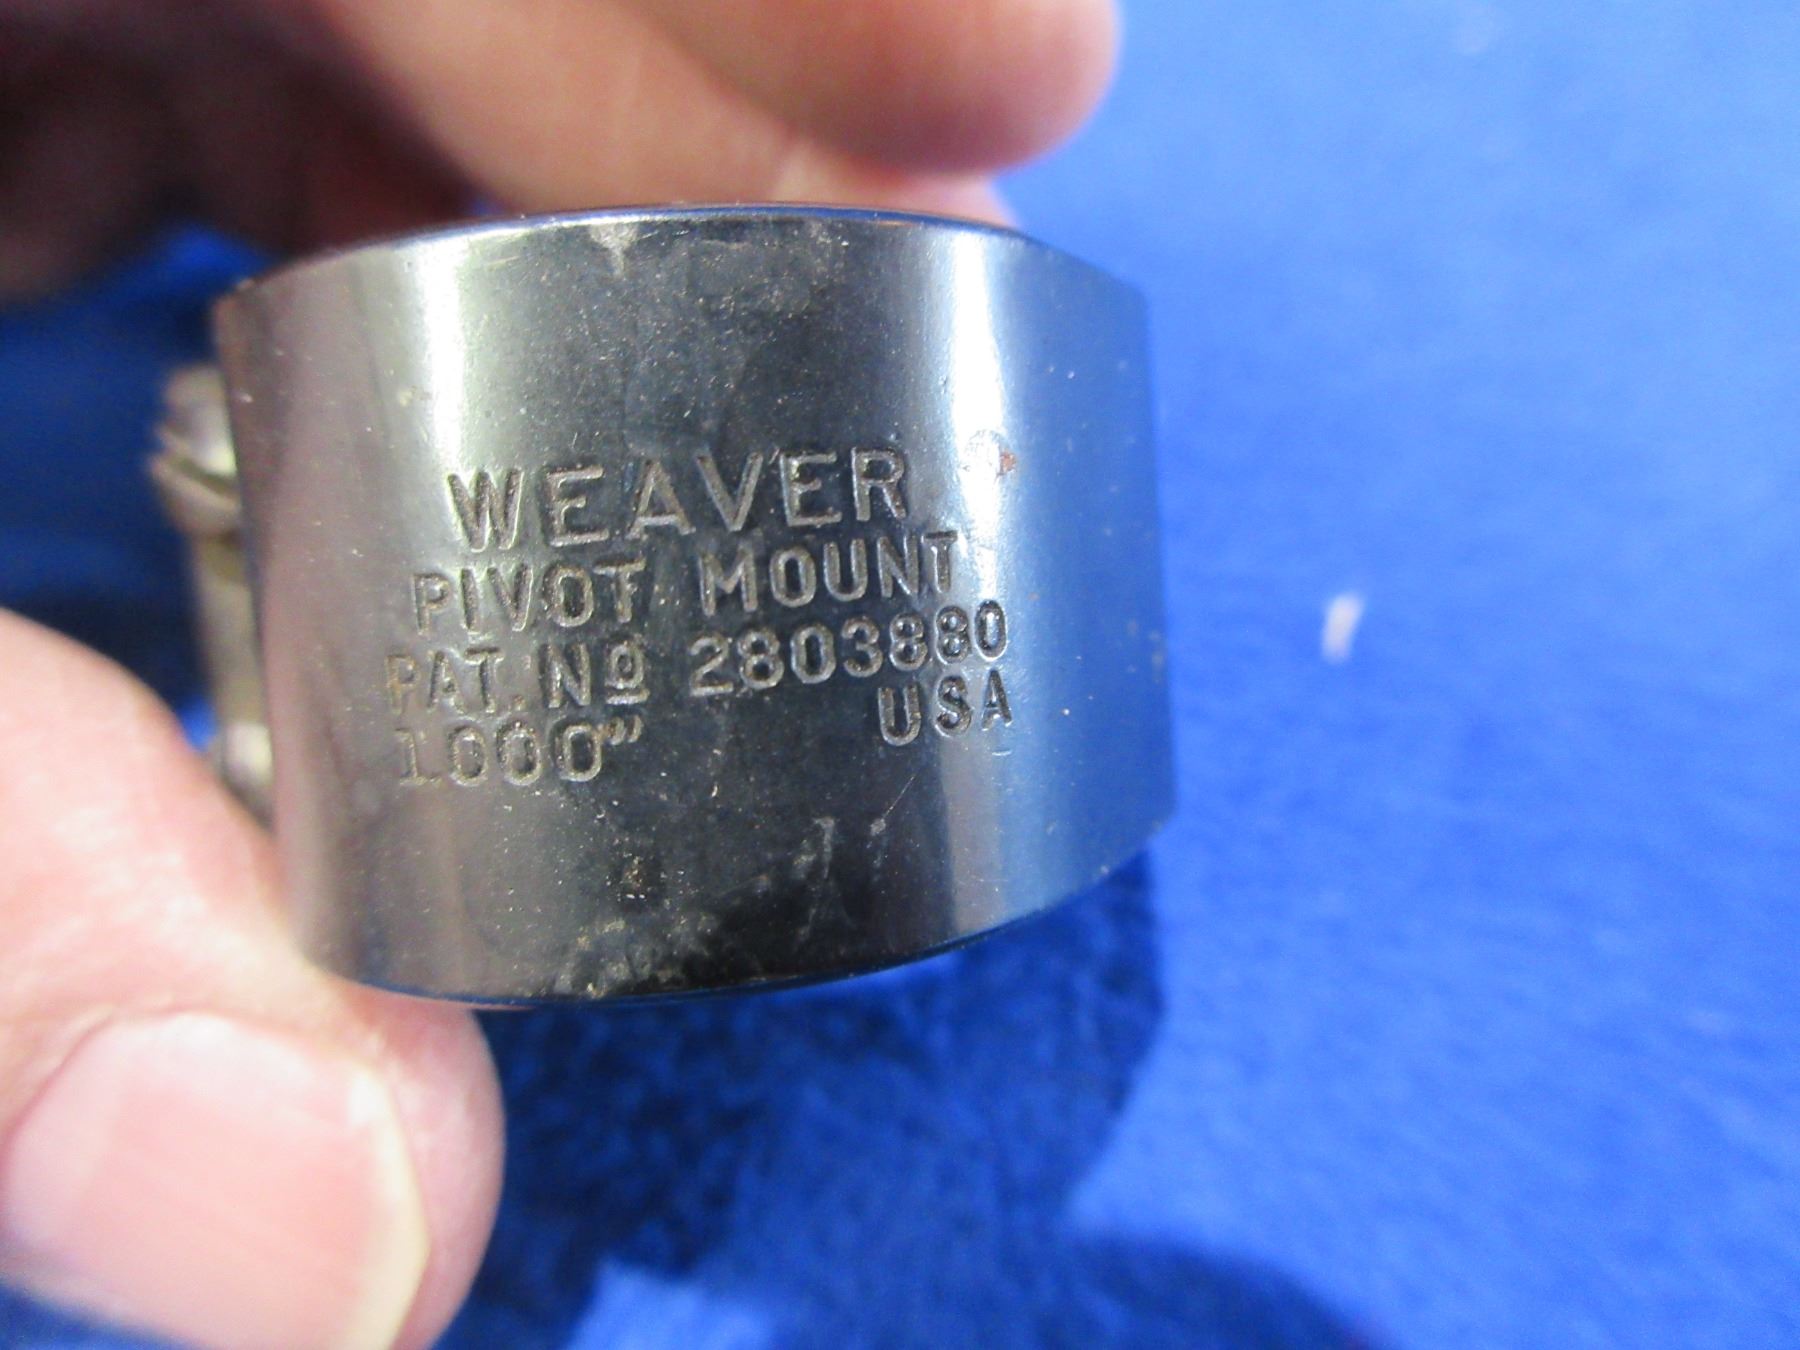 WEAVER
PIVOT MOUNT
PAT. Nº 2803880
1.000" USA